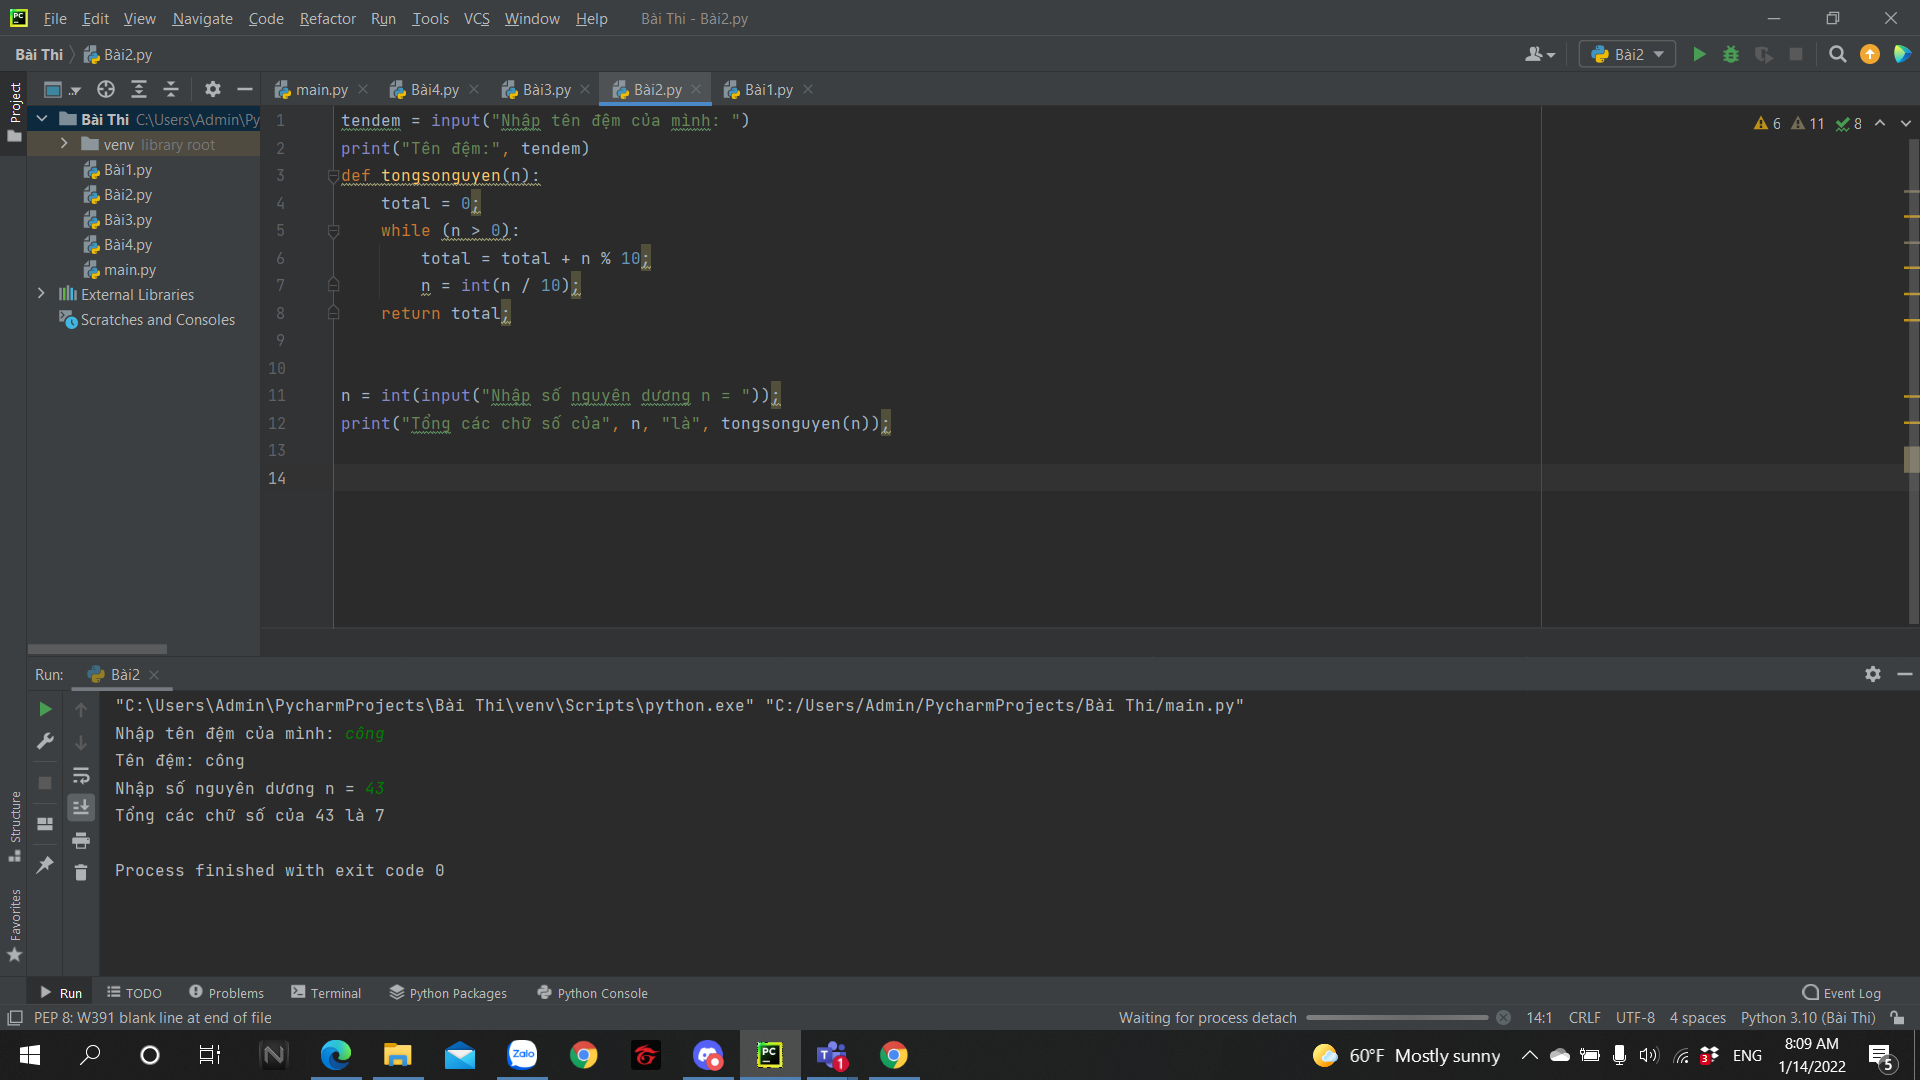 File Edit View Navigate Code Refactor Run Tools VCS Window Help Bài Thi - Bài2.py
Bài Thi Bài2.py Bài2
Project
main.py Bài4.py Bài3.py Bài2.py Bài1.py
Bài Thi C:\Users\Admin\Py
venv library root
Bài1.py
Bài2.py
Bài3.py
Bài4.py
main.py
External Libraries
Scratches and Consoles
6 11 8
1 tendem = input("Nhập tên đệm của mình: ")
2 print("Tên đệm:", tendem)
3 def tongsonguyen(n):
4 total = 0;
5 while (n > 0):
6 total = total + n % 10;
7 n = int(n / 10);
8 return total;
9
10
11 n = int(input("Nhập số nguyên dương n = "));
12 print("Tổng các chữ số của", n, "là", tongsonguyen(n));
13
14
Run: Bài2
"C:\Users\Admin\PycharmProjects\Bài Thi\venv\Scripts\python.exe" "C:/Users/Admin/PycharmProjects/Bài Thi/main.py"
Nhập tên đệm của mình: công
Tên đệm: công
Nhập số nguyên dương n = 43
Tổng các chữ số của 43 là 7
Process finished with exit code 0
Structure
Favorites
Run TODO Problems Terminal Python Packages Python Console Event Log
PEP 8: W391 blank line at end of file Waiting for process detach 14:1 CRLF UTF-8 4 spaces Python 3.10 (Bài Thi)
N Zalo PC T 1 60°F Mostly sunny 3 ENG 8:09 AM
1/14/2022 5